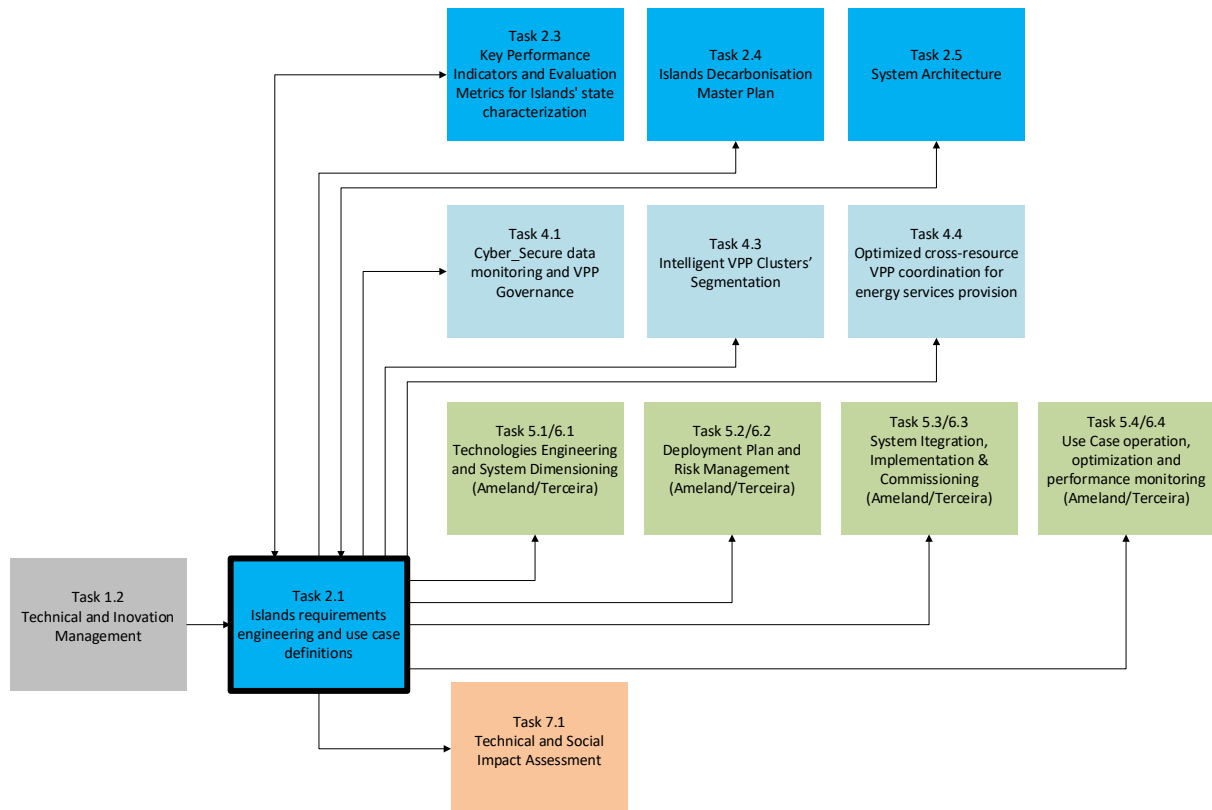 Task 2.3
Key Performance
Indicators and Evaluation
Metrics for Islands' state
characterization
Task 2.4
Islands Decarbonisation
Master Plan
Task 2.5
System Architecture
Task 4.1
Cyber_Secure data
monitoring and VPP
Governance
Task 4.3
Intelligent VPP Clusters’
Segmentation
Task 4.4
Optimized cross-resource
VPP coordination for
energy services provision
Task 5.1/6.1
Technologies Engineering
and System Dimensioning
(Ameland/Terceira)
Task 5.2/6.2
Deployment Plan and
Risk Management
(Ameland/Terceira)
Task 5.3/6.3
System Itegration,
Implementation &
Commissioning
(Ameland/Terceira)
Task 5.4/6.4
Use Case operation,
optimization and
performance monitoring
(Ameland/Terceira)
Task 1.2
Technical and Inovation
Management
Task 2.1
Islands requirements
engineering and use case
definitions
Task 7.1
Technical and Social
Impact Assessment